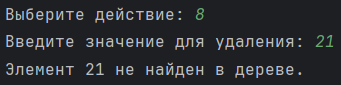 Выберите действие: 8
Введите значение для удаления: 21
Элемент 21 не найден в дереве.